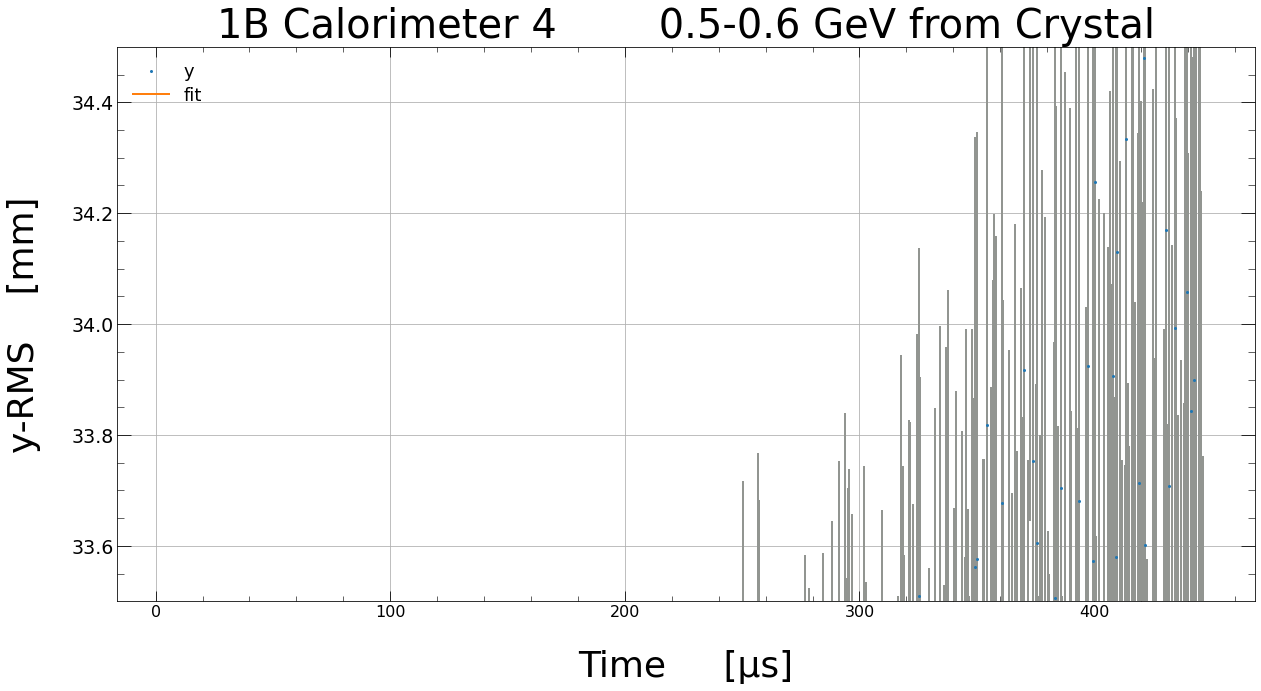 1B Calorimeter 4 0.5-0.6 GeV from Crystal
y
fit
34.4
34.2
34.0
33.8
33.6
y-RMS [mm]
0 100 200 300 400
Time [μs]